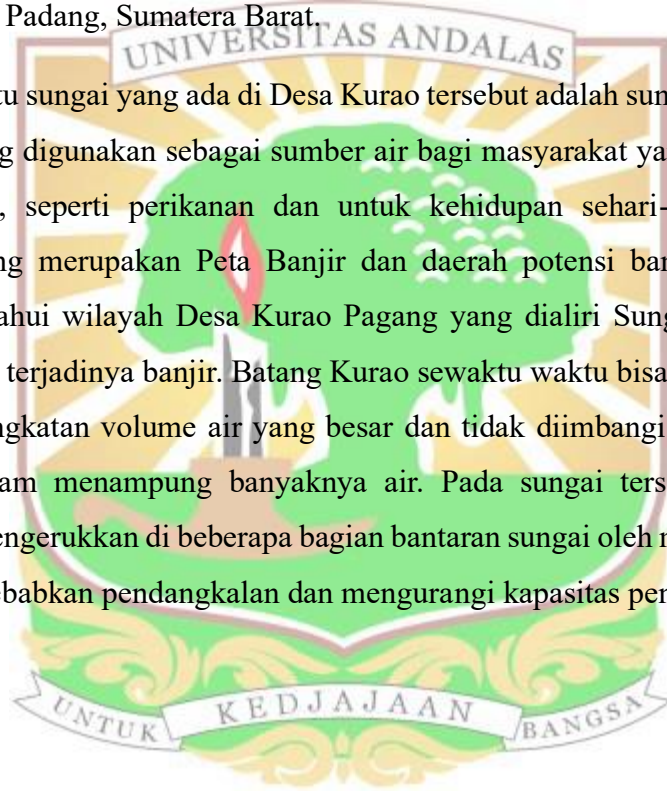 Padang, Sumatera Barat.
UNIVERSITAS ANDALAS
tu sungai yang ada di Desa Kurao tersebut adalah sun
g digunakan sebagai sumber air bagi masyarakat ya
, seperti perikanan dan untuk kehidupan sehari-
ng merupakan Peta Banjir dan daerah potensi ban
ahui wilayah Desa Kurao Pagang yang dialiri Sung
terjadinya banjir. Batang Kurao sewaktu waktu bisa
ngkatan volume air yang besar dan tidak diimbangi
am menampung banyaknya air. Pada sungai ters
engerukkan di beberapa bagian bantaran sungai oleh
ebabkan pendangkalan dan mengurangi kapasitas pen
UNTUK KEDJAJAAN BANGSA